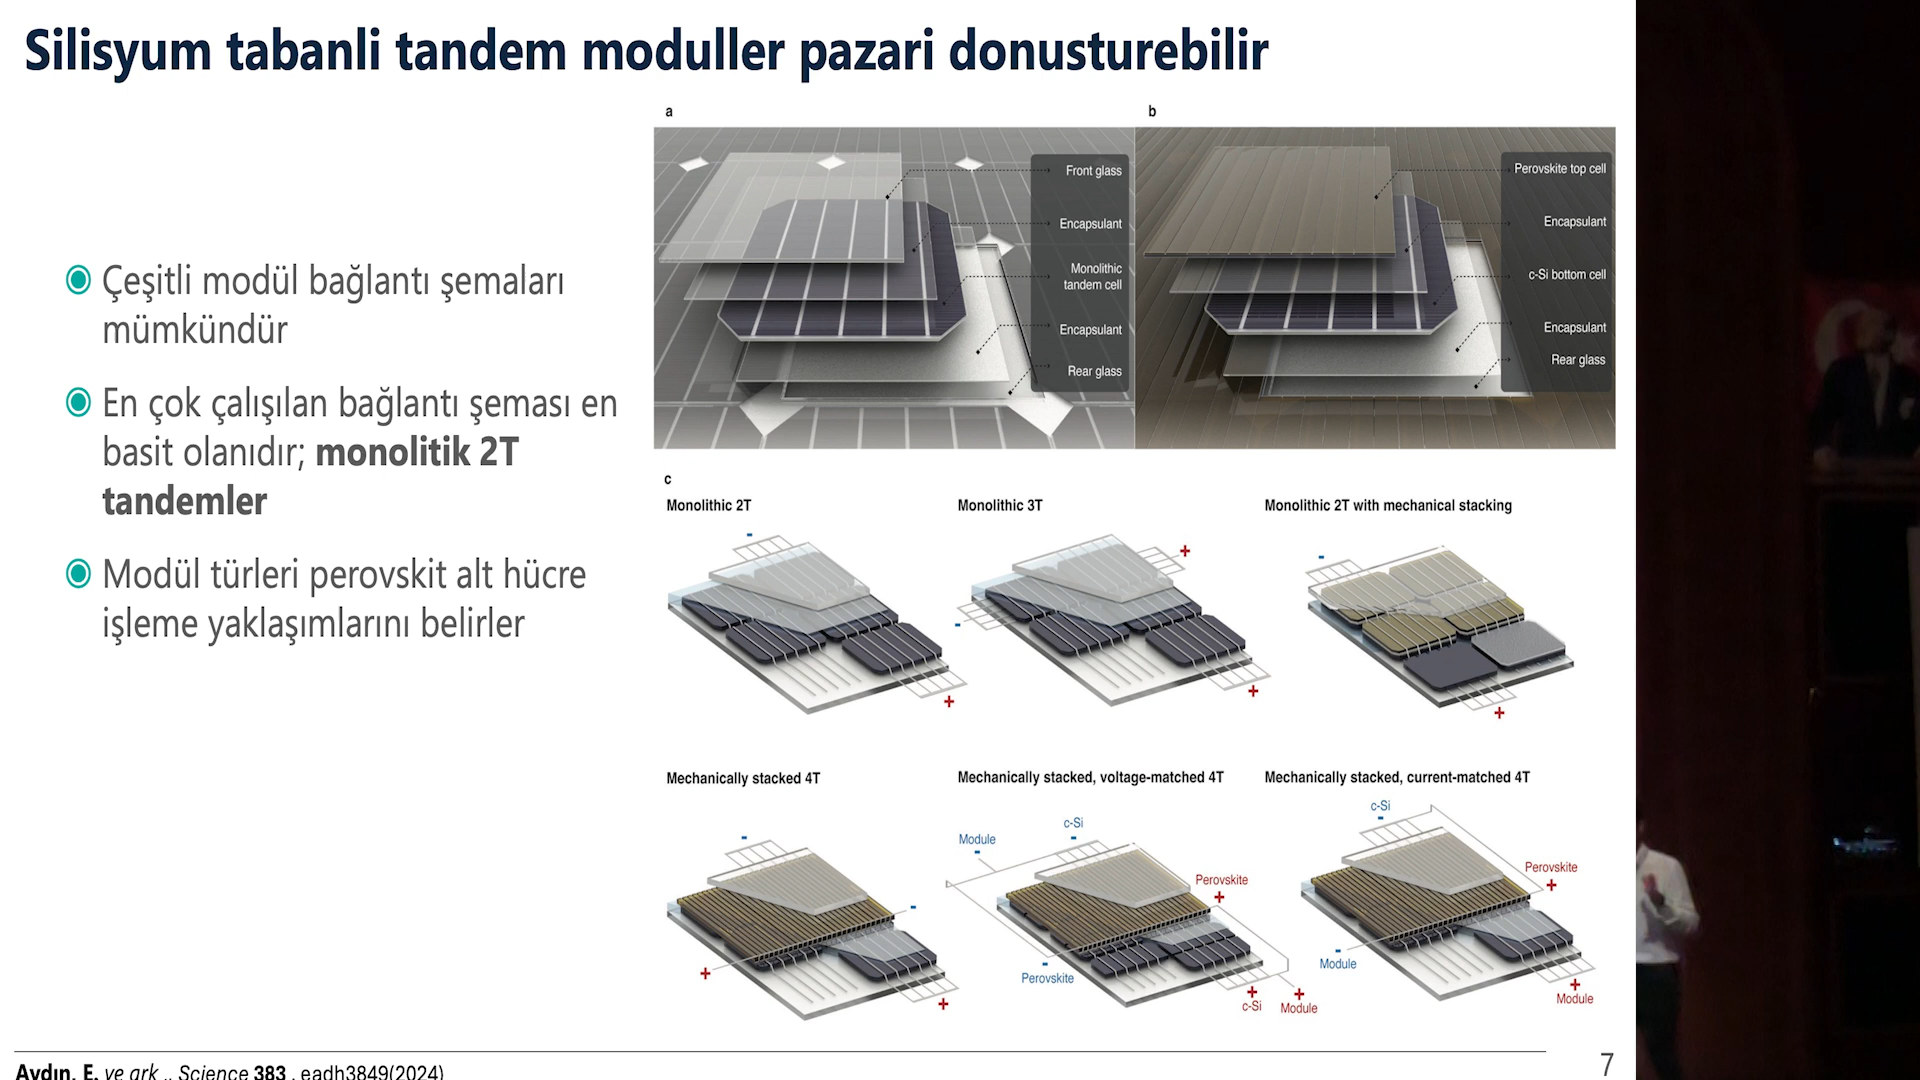 Silisyum tabanli tandem moduller pazari donusturebilir
Çeşitli modül bağlantı şemaları
mümkündür
En çok çalışılan bağlantı şeması en
basit olanıdır; monolitik 2T
tandemler
Modül türleri perovskit alt hücre
işleme yaklaşımlarını belirler
a
Front glass
Encapsulant
Monolithic
tandem cell
Encapsulant
Rear glass
b
Perovskite top cell
Encapsulant
c-Si bottom cell
Encapsulant
Rear glass
c
Monolithic 2T
-
+
Monolithic 3T
+
-
+
Monolithic 2T with mechanical stacking
-
+
Mechanically stacked 4T
-
-
+
+
Mechanically stacked, voltage-matched 4T
c-Si
-
Module
-
Perovskite
+
-
Perovskite
+
c-Si
+
Module
Mechanically stacked, current-matched 4T
c-Si
-
Perovskite
+
-
Module
+
Module
Aydın, E. ve ark ., Science 383 , eadh3849(2024)
7